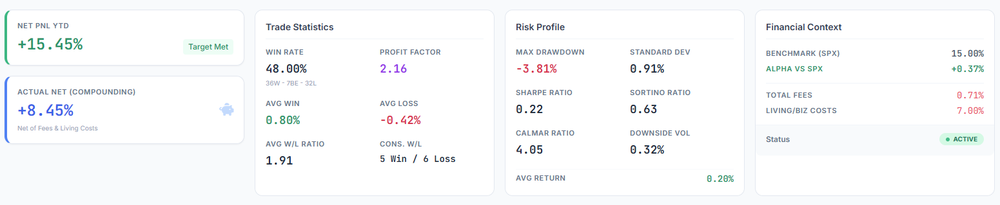 NET PNL YTD
+15.45%
Target Met
ACTUAL NET (COMPOUNDING)
+8.45%
Net of Fees & Living Costs
Trade Statistics
WIN RATE
48.00%
36W - 7BE - 32L
PROFIT FACTOR
2.16
AVG WIN
0.80%
AVG LOSS
-0.42%
AVG W/L RATIO
1.91
CONS. W/L
5 Win / 6 Loss
Risk Profile
MAX DRAWDOWN
-3.81%
STANDARD DEV
0.91%
SHARPE RATIO
0.22
SORTINO RATIO
0.63
CALMAR RATIO
4.05
DOWNSIDE VOL
0.32%
AVG RETURN
0.20%
Financial Context
BENCHMARK (SPX) 15.00%
ALPHA VS SPX +0.37%
TOTAL FEES 0.71%
LIVING/BIZ COSTS 7.00%
Status ACTIVE